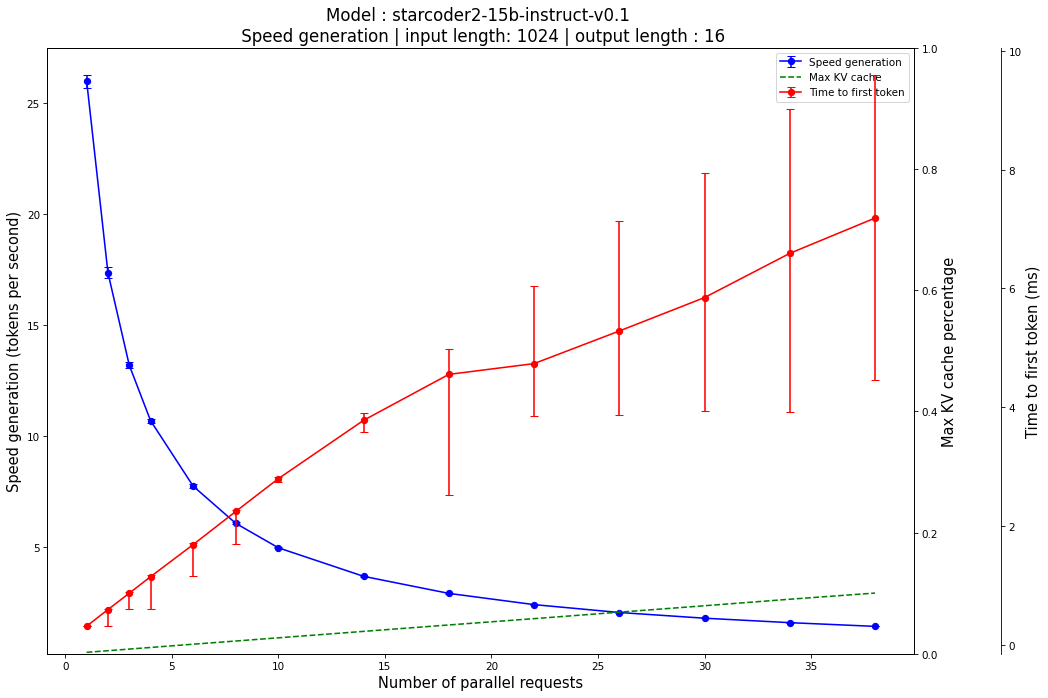 Model : starcoder2-15b-instruct-v0.1
Speed generation | input length: 1024 | output length : 16
Speed generation
Max KV cache
Time to first token
Speed generation (tokens per second)
25
20
15
10
5
0
5
10
15
20
25
30
35
Number of parallel requests
1.0
0.8
0.6
0.4
0.2
0.0
Max KV cache percentage
10
8
6
4
2
0
Time to first token (ms)